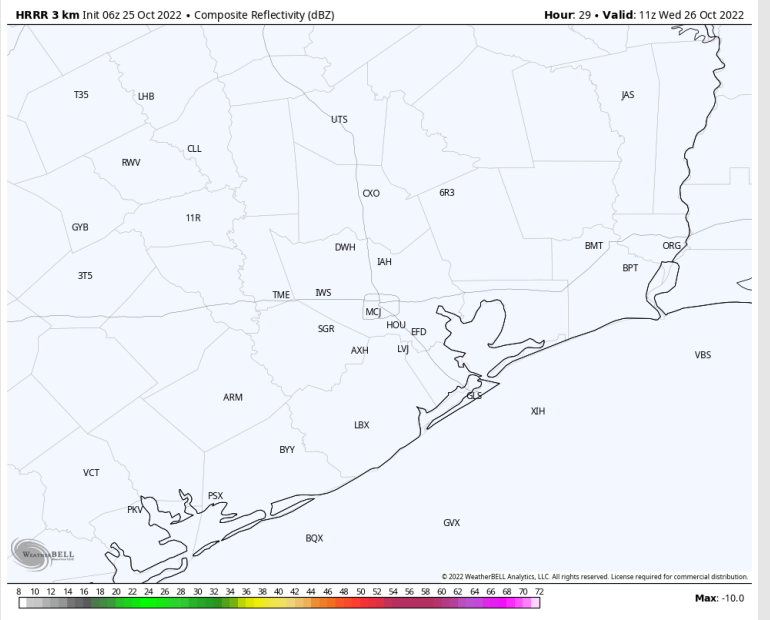 HRRR 3 km Init 06z 25 Oct 2022 • Composite Reflectivity (dBZ) Hour: 29 • Valid: 11z Wed 26 Oct 2022
T35 LHB JAS
UTS
CLL
RWV
CXO 6R3
11R
GYB
DWH BMT ORG
IAH
3T5 BPT
TME IWS
MCJ
SGR HOU EFD
AXH LVJ
VBS
ARM GLS
XIH
LBX
BYY
VCT
PSX
PKV
GVX
BQX
WEATHERBELL
© 2022 WeatherBELL Analytics, LLC. All rights reserved. License required for commercial distribution.
8 10 12 14 16 18 20 22 24 26 28 30 32 34 36 38 40 42 44 46 48 50 52 54 56 58 60 62 64 66 68 70 72
Max: -10.0